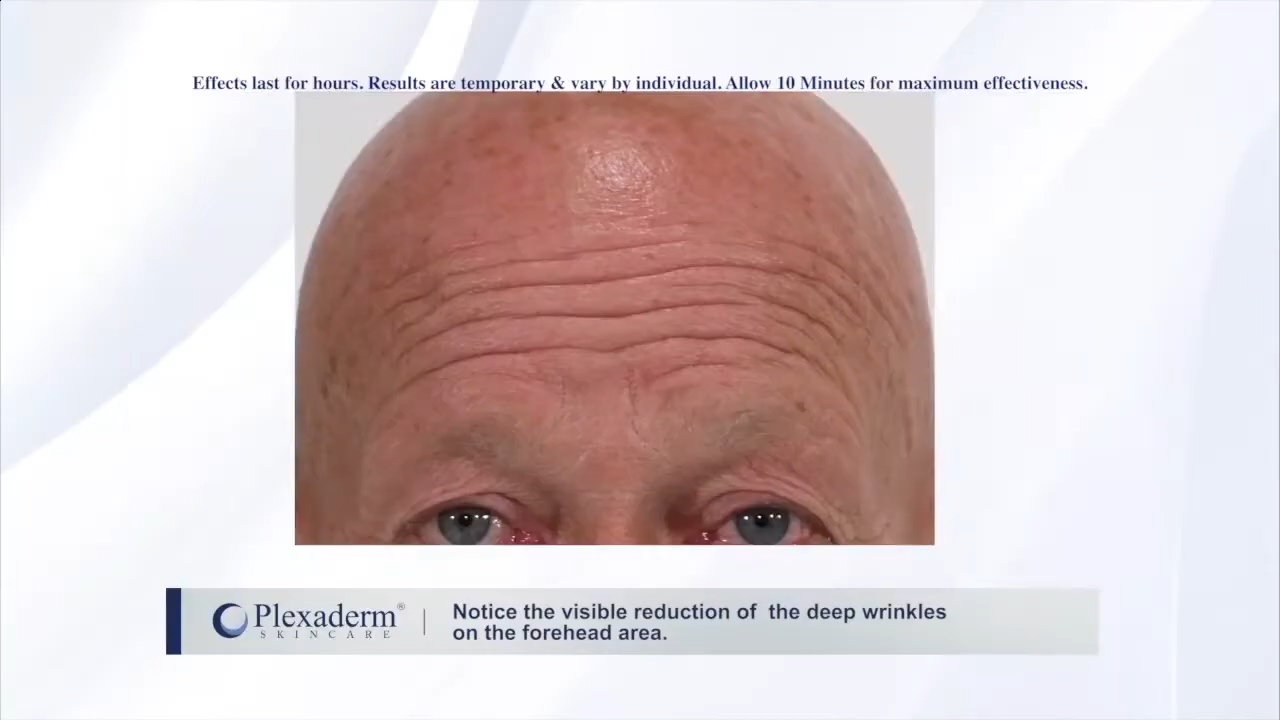 Effects last for hours. Results are temporary & vary by individual. Allow 10 Minutes for maximum effectiveness.
Plexaderm®
SKINCARE
Notice the visible reduction of the deep wrinkles
on the forehead area.